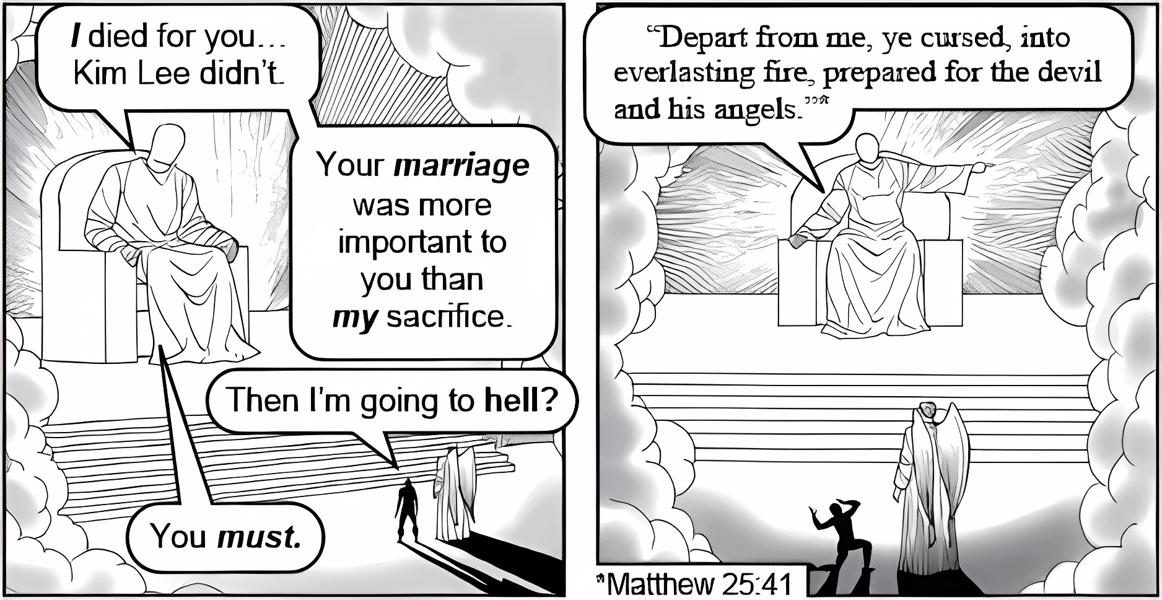 I died for you...
Kim Lee didn't.
Your marriage
was more
important to
you than
my sacrifice.
Then I'm going to hell?
You must.
"Depart from me, ye cursed, into
everlasting fire, prepared for the devil
and his angels."*
*Matthew 25:41